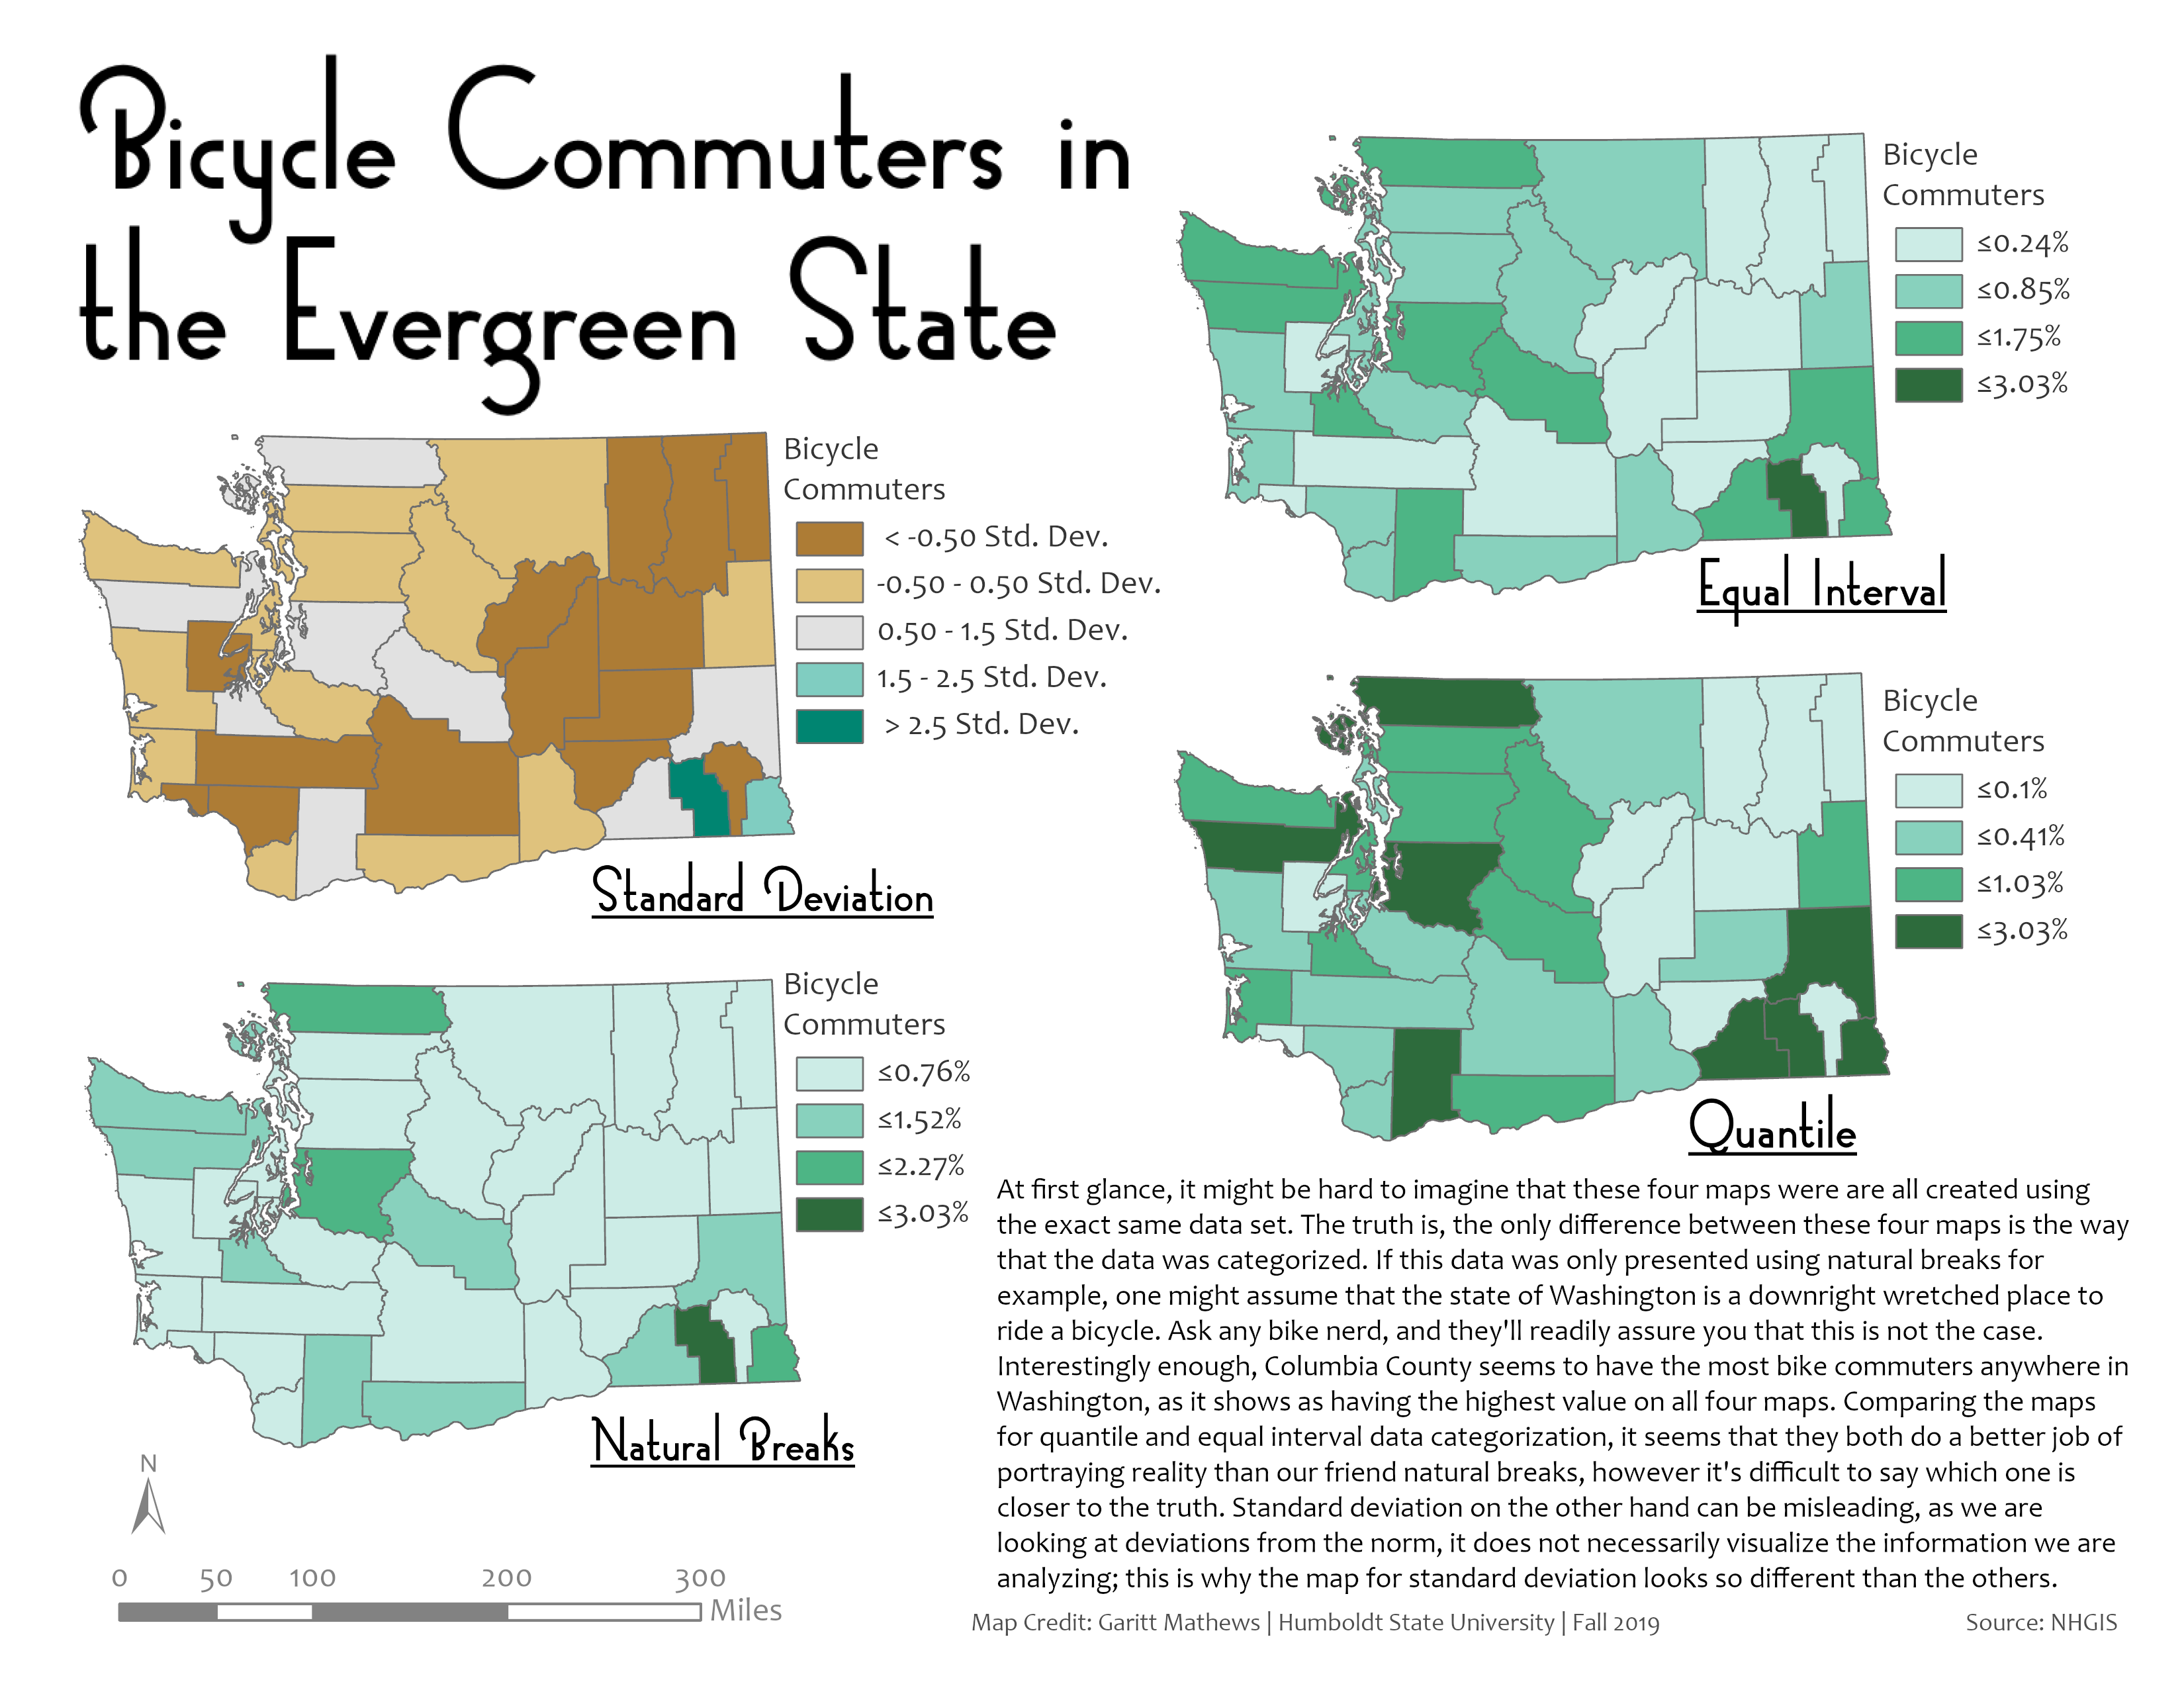 Bicycle Commuters in
the Evergreen State
Bicycle
Commuters
< -0.50 Std. Dev.
-0.50 - 0.50 Std. Dev.
0.50 - 1.5 Std. Dev.
1.5 - 2.5 Std. Dev.
> 2.5 Std. Dev.
Standard Deviation
Bicycle
Commuters
≤0.24%
≤0.85%
≤1.75%
≤3.03%
Equal Interval
Bicycle
Commuters
≤0.76%
≤1.52%
≤2.27%
≤3.03%
Natural Breaks
Bicycle
Commuters
≤0.1%
≤0.41%
≤1.03%
≤3.03%
Quantile
At first glance, it might be hard to imagine that these four maps were are all created using
the exact same data set. The truth is, the only difference between these four maps is the way
that the data was categorized. If this data was only presented using natural breaks for
example, one might assume that the state of Washington is a downright wretched place to
ride a bicycle. Ask any bike nerd, and they'll readily assure you that this is not the case.
Interestingly enough, Columbia County seems to have the most bike commuters anywhere in
Washington, as it shows as having the highest value on all four maps. Comparing the maps
for quantile and equal interval data categorization, it seems that they both do a better job of
portraying reality than our friend natural breaks, however it's difficult to say which one is
closer to the truth. Standard deviation on the other hand can be misleading, as we are
looking at deviations from the norm, it does not necessarily visualize the information we are
analyzing; this is why the map for standard deviation looks so different than the others.
N
0 50 100 200 300
Miles
Map Credit: Garitt Mathews | Humboldt State University | Fall 2019
Source: NHGIS